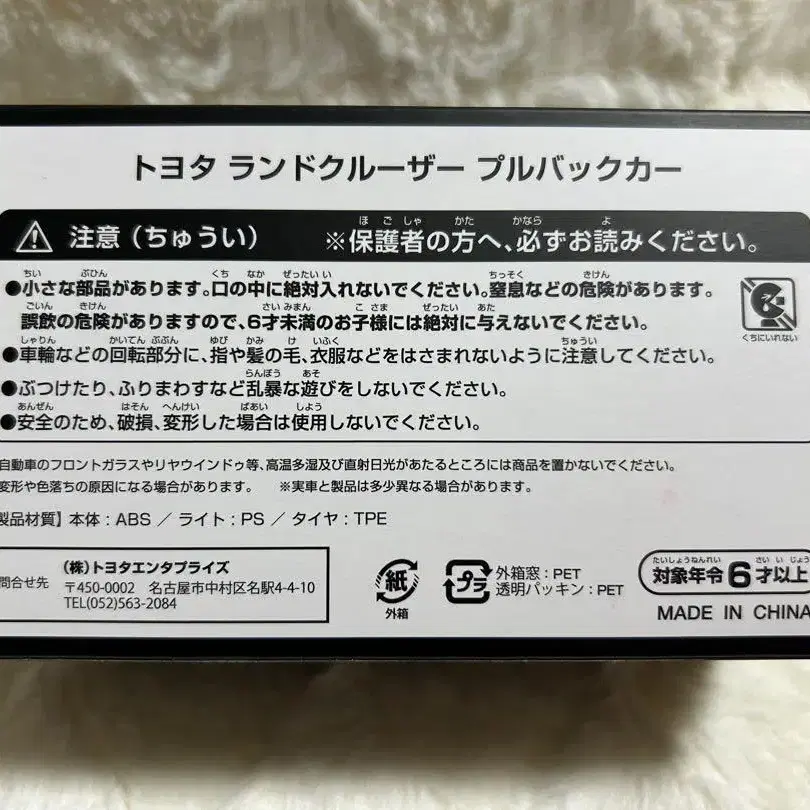 トヨタ ランドクルーザー プルバックカー
注意(ちゅうい) ※保護者の方へ、必ずお読みください。
●小さな部品があります。口の中に絶対入れないでください。窒息などの危険があります。
誤飲の危険がありますので、6才未満のお子様には絶対に与えないでください。
●車輪などの回転部分に、指や髪の毛、衣服などをはさまれないように注意してください。
●ぶつけたり、ふりまわすなど乱暴な遊びをしないでください。
●安全のため、破損、変形した場合は使用しないでください。
くちにいれない
自動車のフロントガラスやリヤウインドゥ等、高温多湿及び直射日光があたるところには商品を置かないでください。
変形や色落ちの原因になる場合があります。 ※実車と製品は多少異なる場合があります。
製品材質】本体:ABS / ライト:PS / タイヤ:TPE
問合せ先
(株)トヨタエンタプライズ
〒450-0002 名古屋市中村区名駅4-4-10
TEL(052)563-2084
紙
外箱
プラ
外箱窓:PET
透明パッキン:PET
対象年令6才以上
MADE IN CHINA